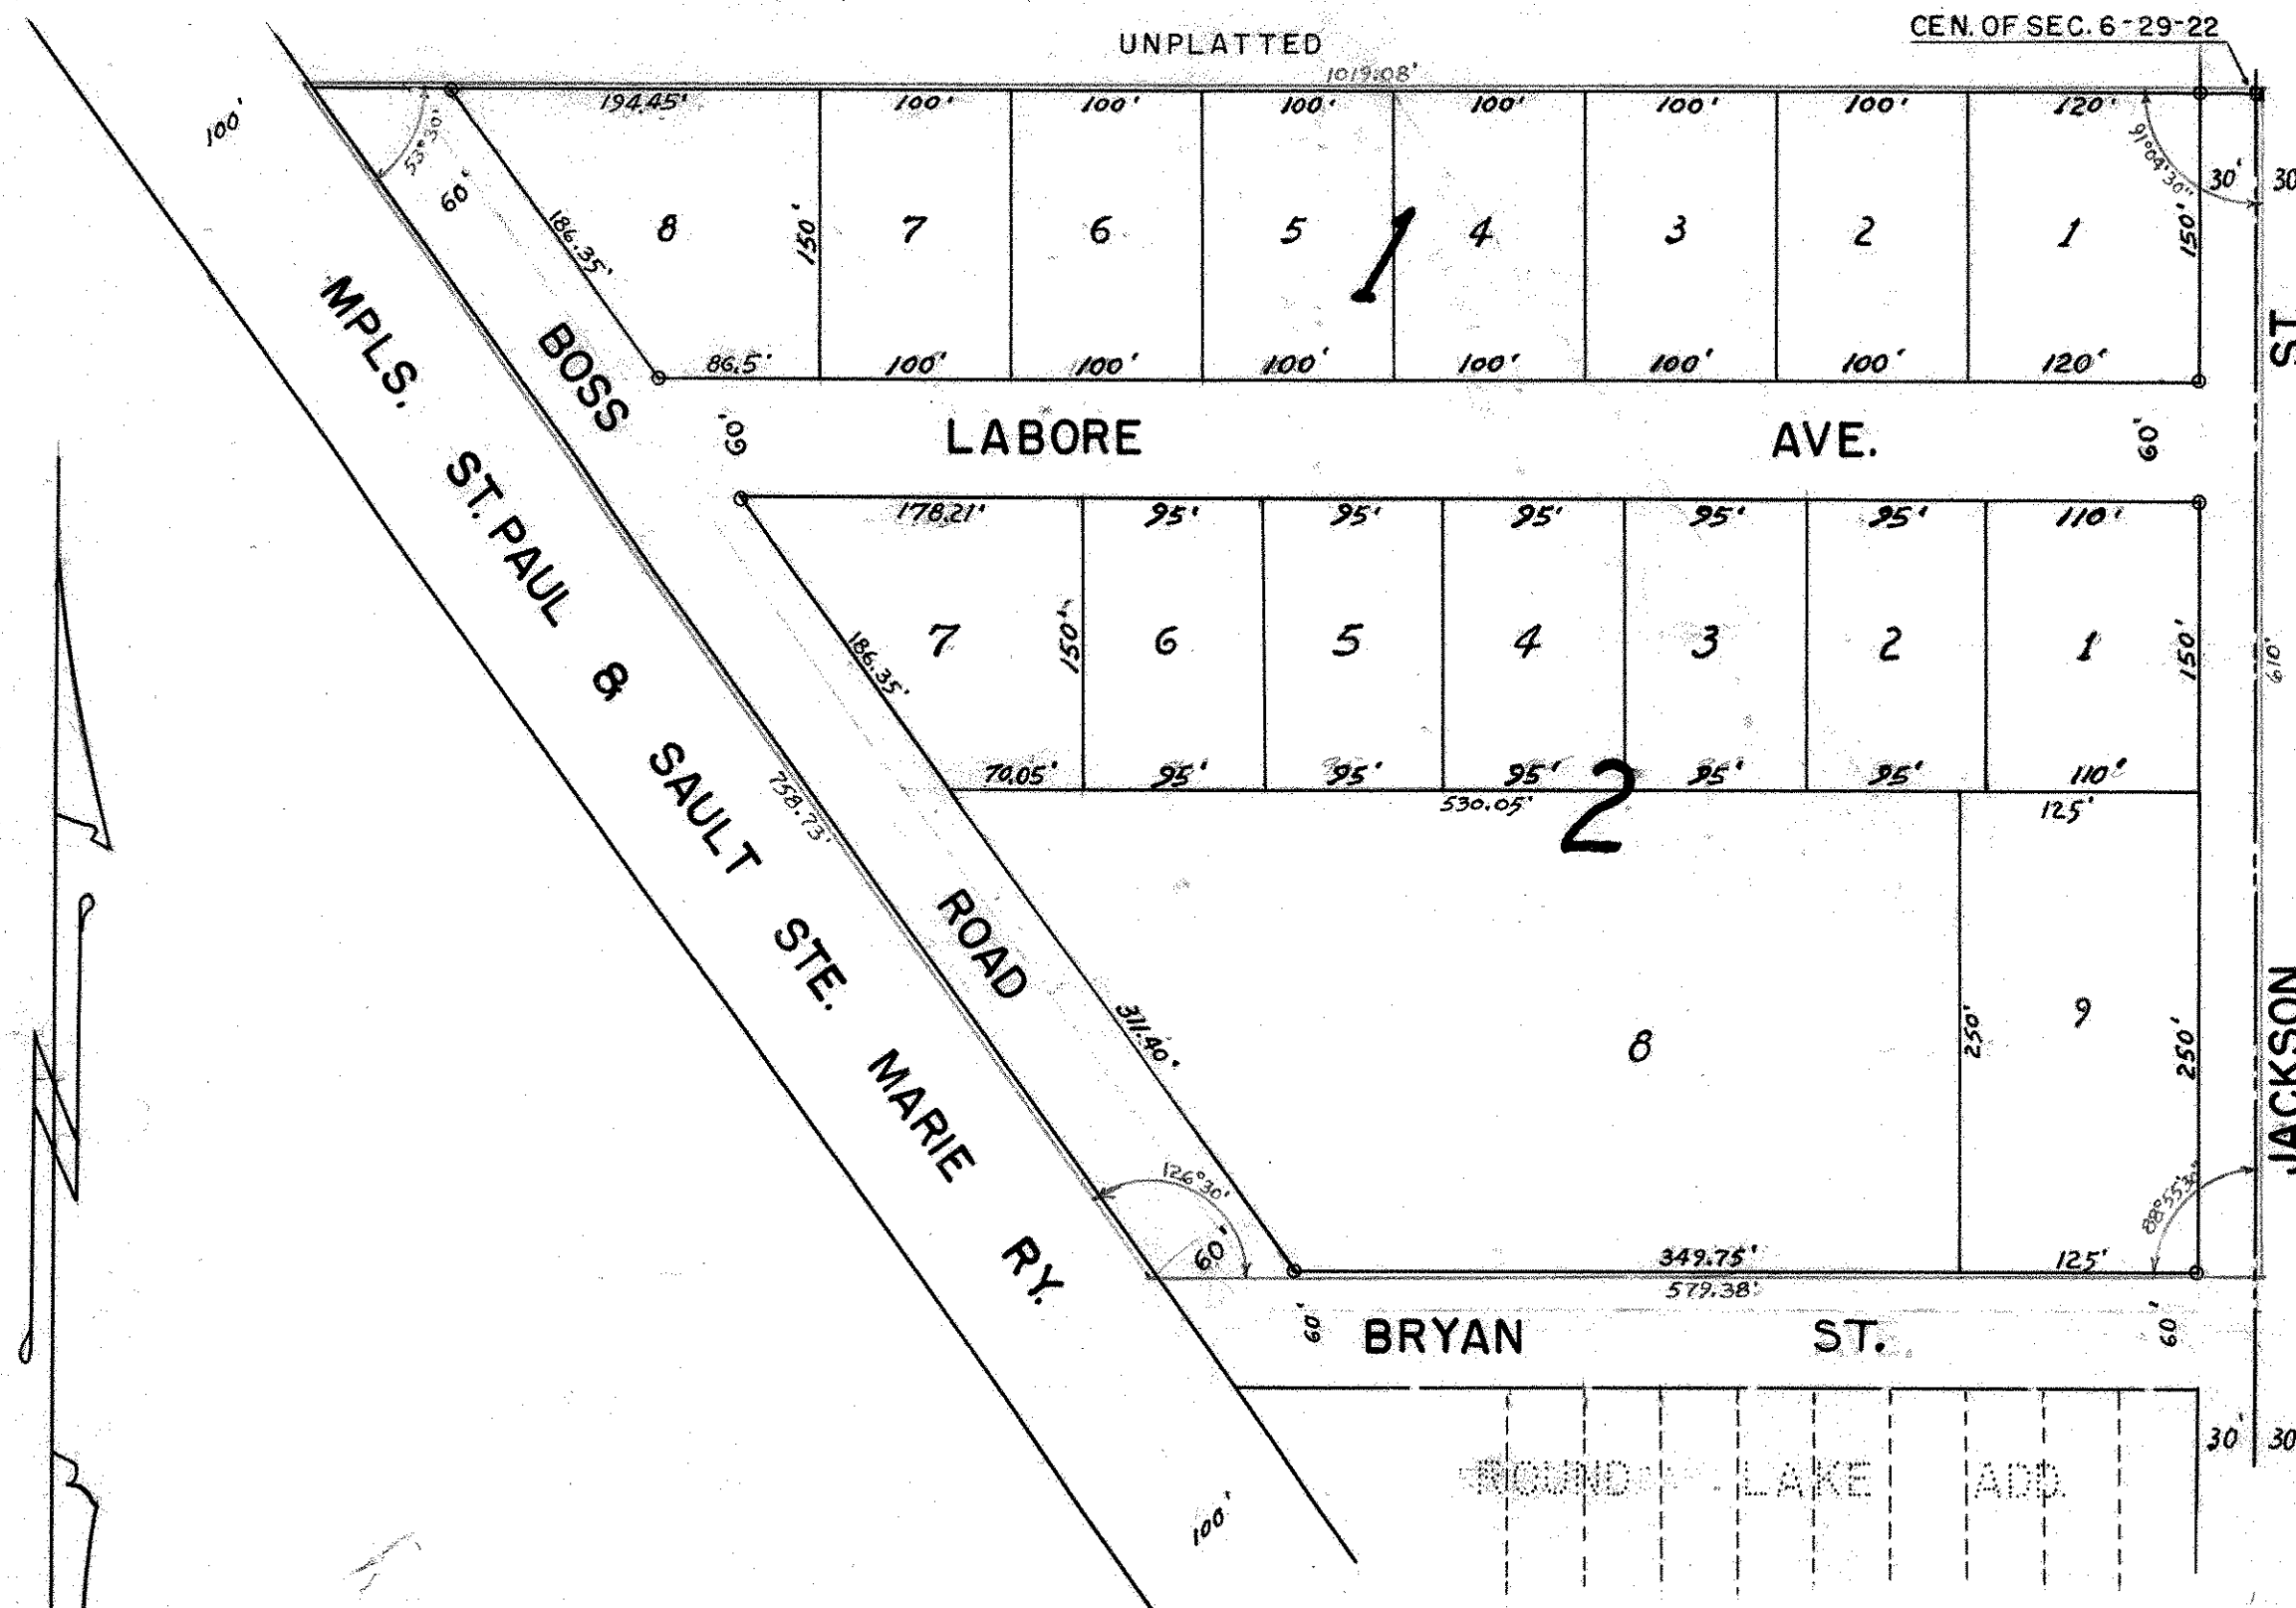 CEN. OF SEC. 6-29-22
UNPLATTED
1019.08'
194.45' 100' 100' 100' 100' 100' 100' 120'
100'
53°30'
91°04'30"
60'
186.35'
30' 30
8 150' 7 6 5 1 4 3 2 1 150'
86.5' 100' 100' 100' 100' 100' 100' 120'
MPLS. ST. PAUL & SAULT STE. MARIE RY.
BOSS ROAD
JACKSON ST
60' LABORE AVE. 60'
178.21' 95' 95' 95' 95' 95' 110'
186.35'
7 150' 6 5 4 3 2 1 150'
610'
70.05' 95' 95' 95' 95' 95' 110'
530.05' 2 125'
758.73'
311.40'
8 250' 9 250'
126°30'
88°55'30"
60'
349.75' 125'
579.38'
60' BRYAN ST. 60'
30' 30
ROUND LAKE ADD.
100'